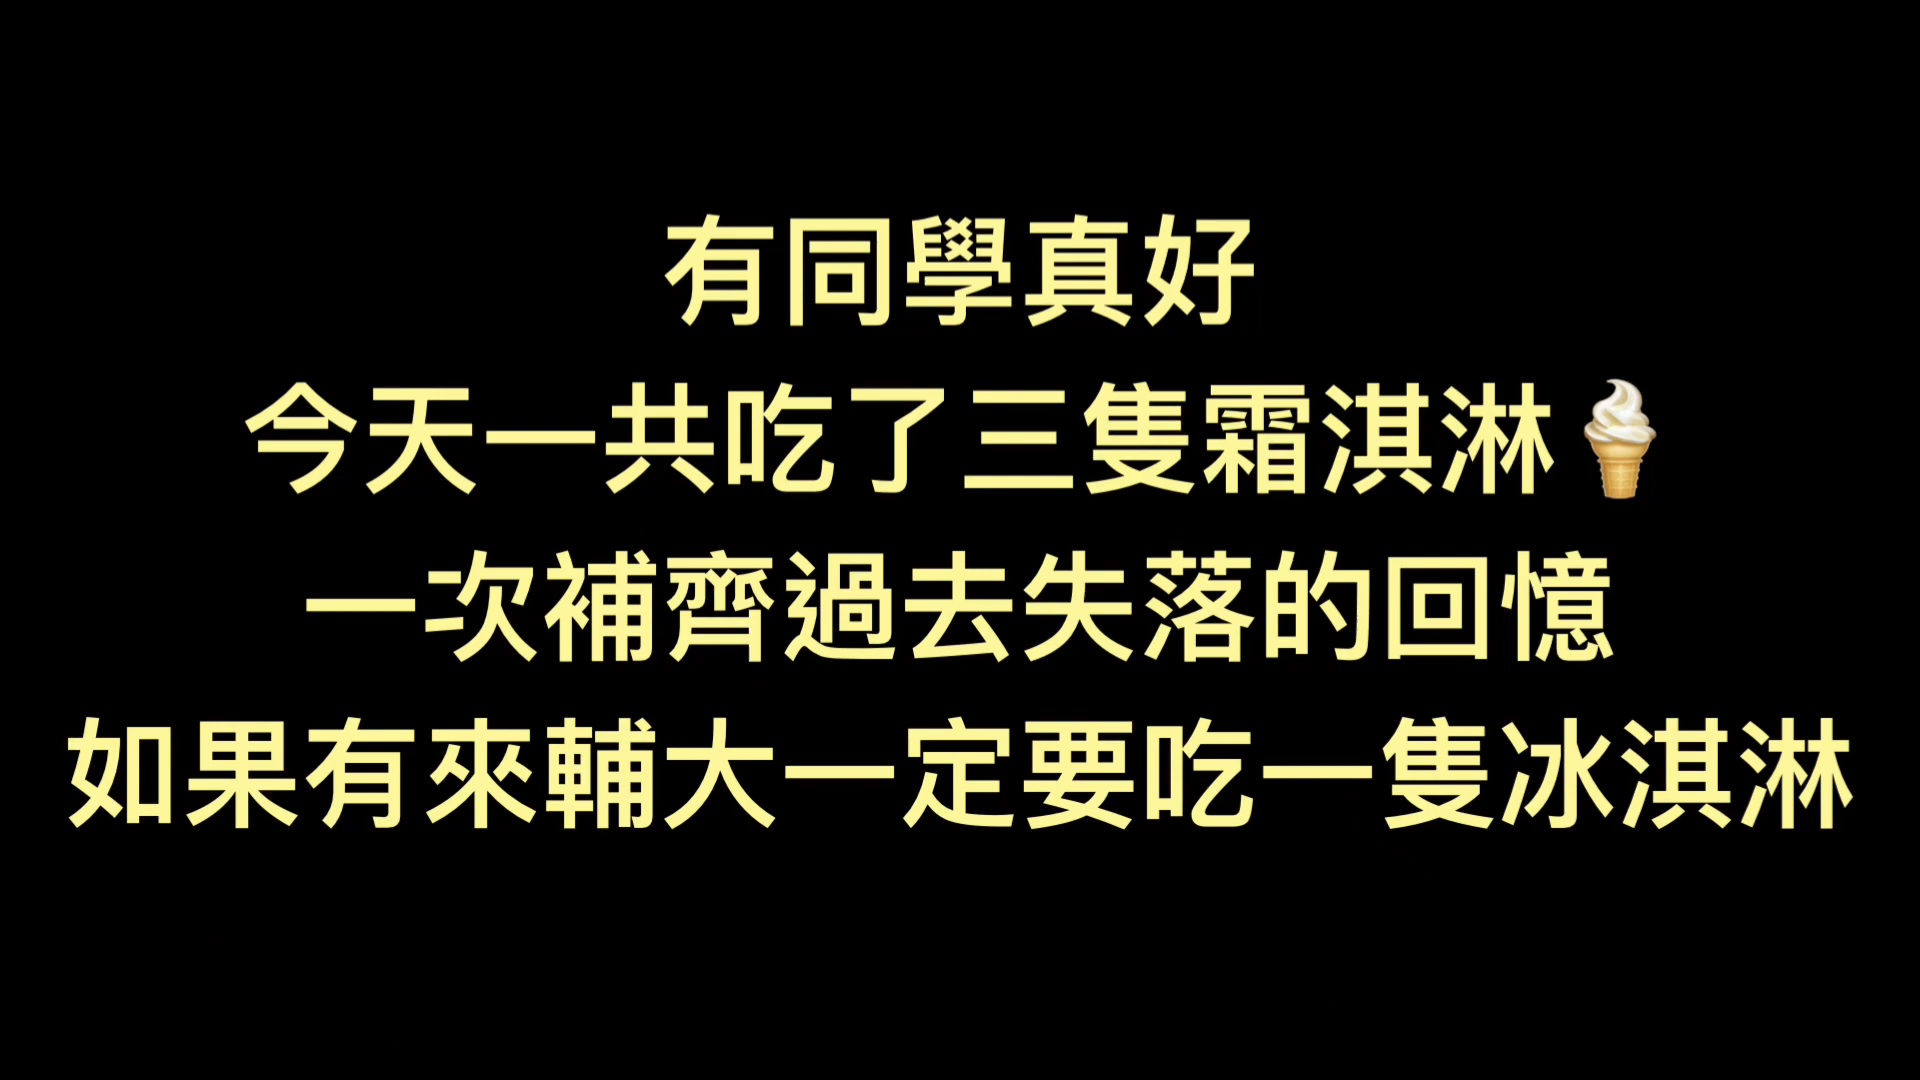 有同學真好
今天一共吃了三隻霜淇淋🍦
一次補齊過去失落的回憶
如果有來輔大一定要吃一隻冰淇淋